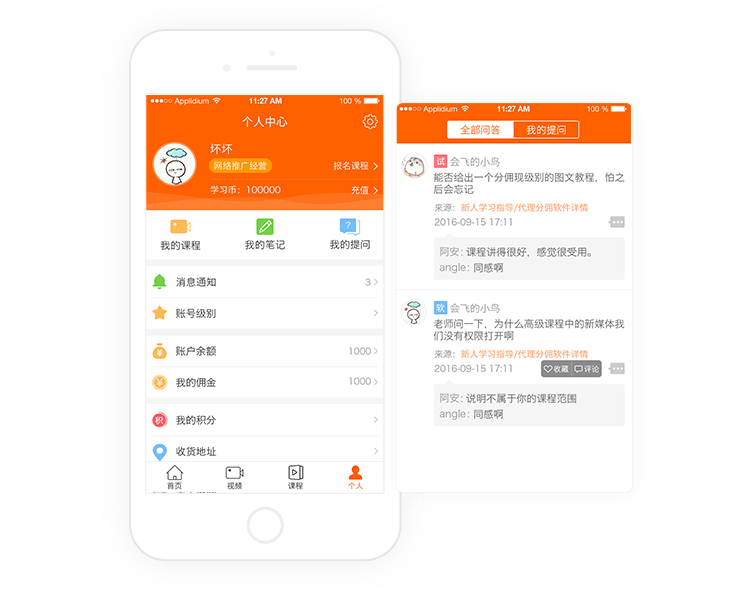 Applidium 11:27 AM 100 %
个人中心
坏坏
网络推广经营
报名课程
学习币：100000
充值
我的课程
我的笔记
我的提问
消息通知 3
账号级别
账户余额 1000
我的佣金 1000
积 我的积分
收货地址
首页
视频
课程
个人
Applidium 11:27 AM 100 %
全部问答
我的提问
试 会飞的小鸟
能否给出一个分佣现级别的图文教程，怕之
后会忘记
来源：新人学习指导/代理分佣软件详情
2016-09-15 17:11
阿安: 课程讲得很好，感觉很受用。
angle: 同感啊
软 会飞的小鸟
老师问一下，为什么高级课程中的新媒体我
们没有权限打开啊
来源：新人学习指导/代理分佣软件详情
2016-09-15 17:11
收藏
评论
阿安: 说明不属于你的课程范围
angle: 同感啊